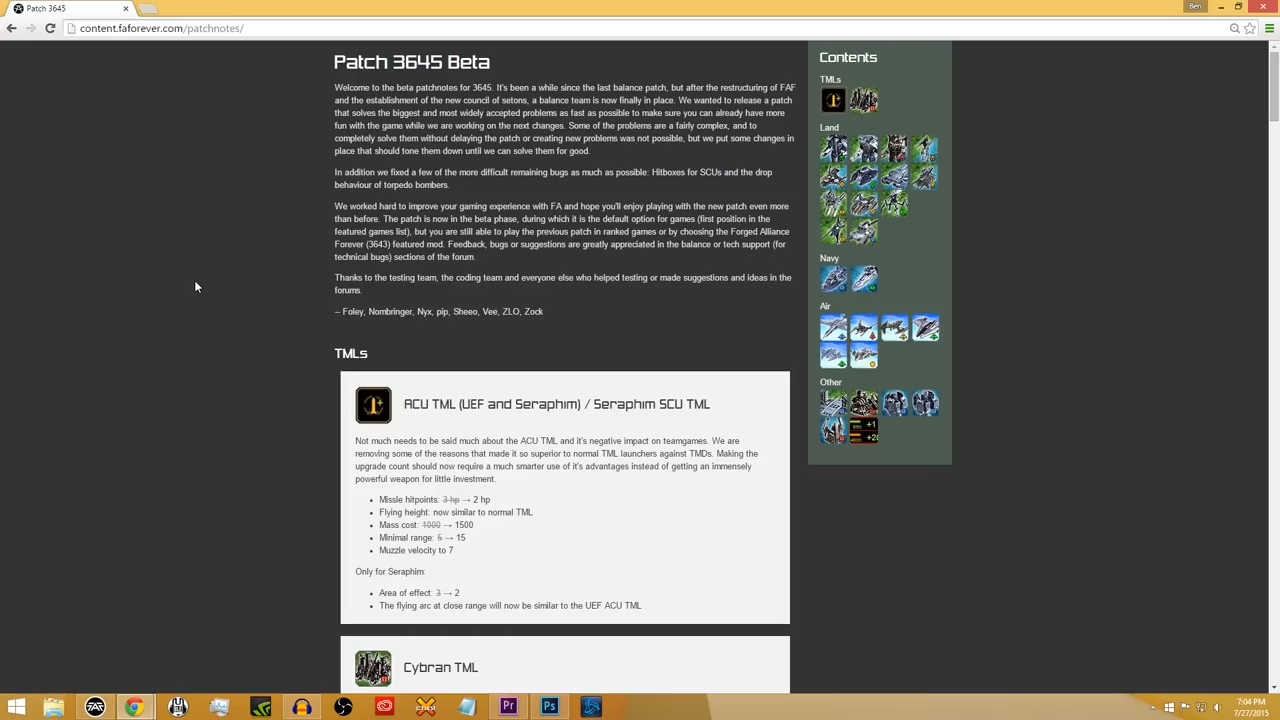 Patch 3645
Ben
content.faforever.com/patchnotes/
Patch 3645 Beta
Welcome to the beta patchnotes for 3645. It's been a while since the last balance patch, but after the restructuring of FAF
and the establishment of the new council of setons, a balance team is now finally in place. We wanted to release a patch
that solves the biggest and most widely accepted problems as fast as possible to make sure you can already have more
fun with the game while we are working on the next changes. Some of the problems are a fairly complex, and to
completely solve them without delaying the patch or creating new problems was not possible, but we put some changes in
place that should tone them down until we can solve them for good.
In addition we fixed a few of the more difficult remaining bugs as much as possible: Hitboxes for SCUs and the drop
behaviour of torpedo bombers.
We worked hard to improve your gaming experience with FA and hope you'll enjoy playing with the new patch even more
than before. The patch is now in the beta phase, during which it is the default option for games (first position in the
featured games list), but you are still able to play the previous patch in ranked games or by choosing the Forged Alliance
Forever (3643) featured mod. Feedback, bugs or suggestions are greatly appreciated in the balance or tech support (for
technical bugs) sections of the forum.
Thanks to the testing team, the coding team and everyone else who helped testing or made suggestions and ideas in the
forums.
– Foley, Nombringer, Nyx, pip, Sheeo, Vee, ZLO, Zock
TMLs
ACU TML (UEF and Seraphim) / Seraphim SCU TML
Not much needs to be said much about the ACU TML and it's negative impact on teamgames. We are
removing some of the reasons that made it so superior to normal TML launchers against TMDs. Making the
upgrade count should now require a much smarter use of it's advantages instead of getting an immensely
powerful weapon for little investment.
• Missle hitpoints: 3 hp → 2 hp
• Flying height: now similar to normal TML
• Mass cost: 1000 → 1500
• Minimal range: 5 → 15
• Muzzle velocity to 7
Only for Seraphim:
• Area of effect: 3 → 2
• The flying arc at close range will now be similar to the UEF ACU TML
Cybran TML
Contents
TMLs
Land
Navy
Air
Other
Pr
Ps
7:04 PM
7/27/2015